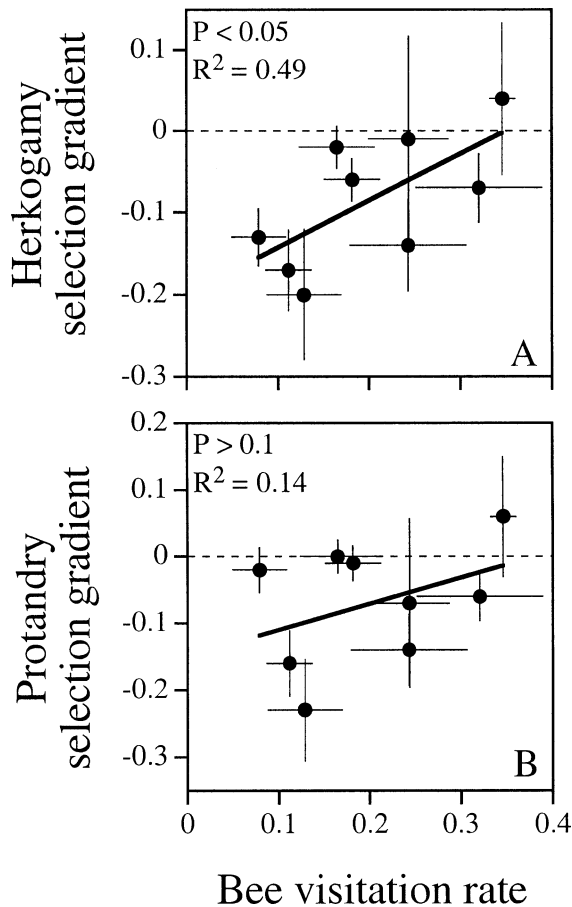 P < 0.05
R² = 0.49
Herkogamy
selection gradient
0.1
0
-0.1
-0.2
-0.3
A
P > 0.1
R² = 0.14
Protandry
selection gradient
0.2
0.1
0
-0.1
-0.2
-0.3
B
0 0.1 0.2 0.3 0.4
Bee visitation rate